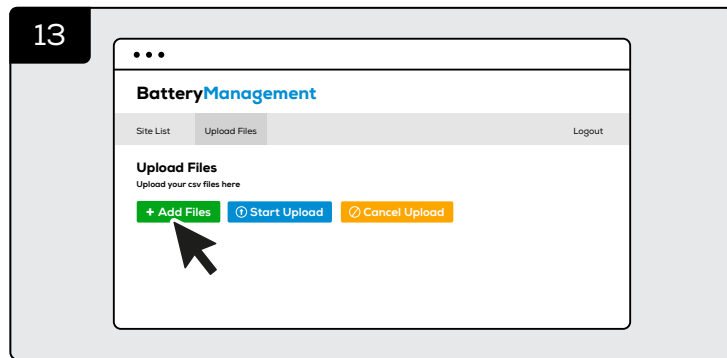 13
BatteryManagement
Site List Upload Files Logout
Upload Files
Upload your csv files here
+ Add Files Start Upload Cancel Upload